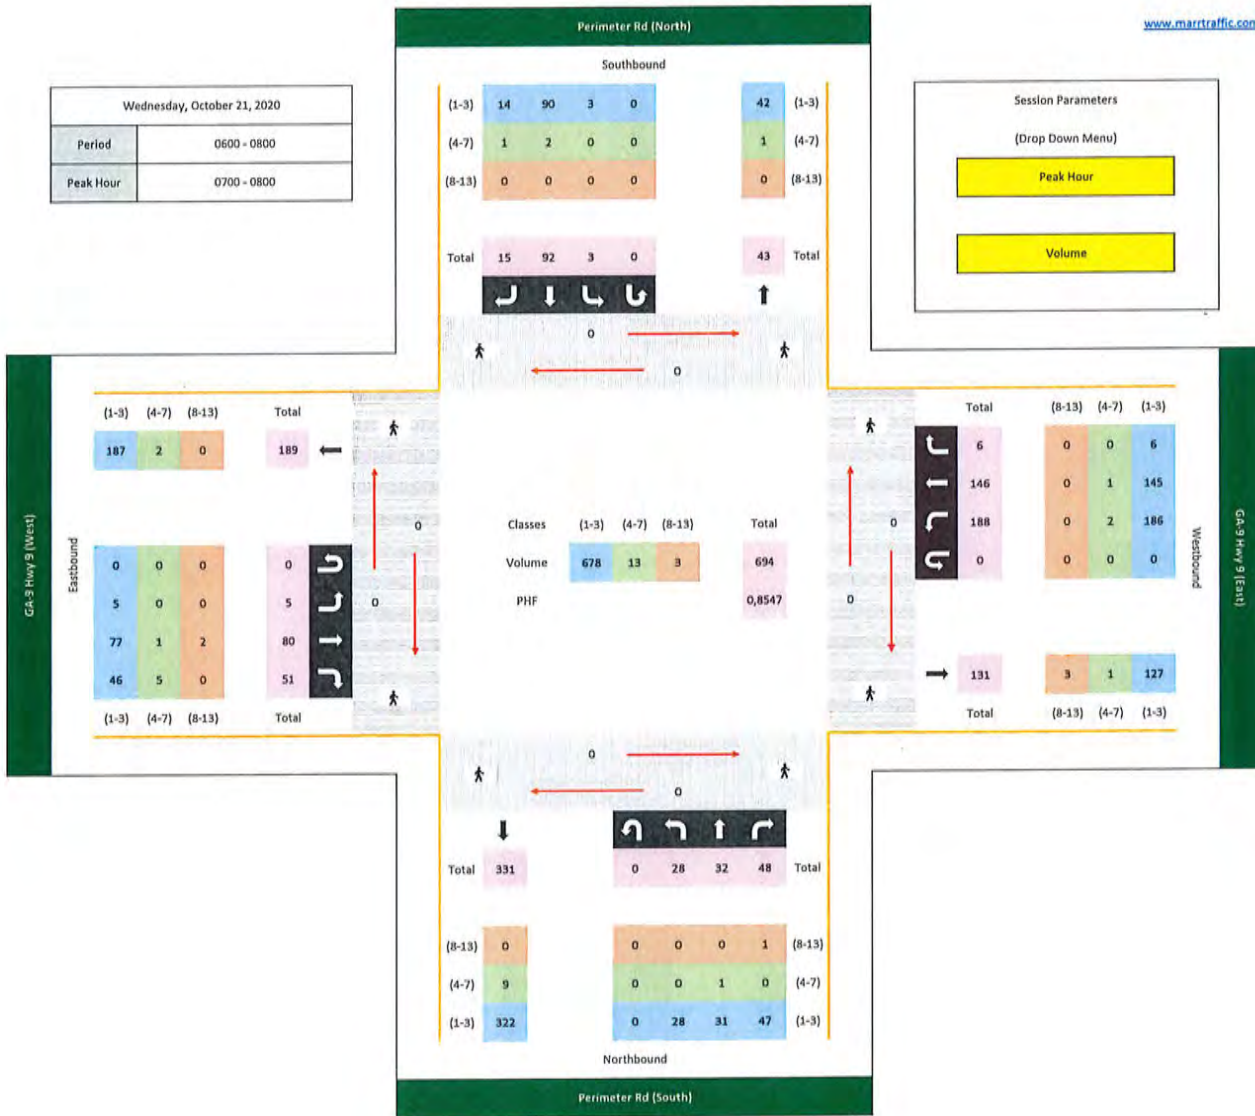 Perimeter Rd (North)
www.marrtraffic.com
Southbound
Wednesday, October 21, 2020
Period 0600 - 0800
Peak Hour 0700 - 0800
Session Parameters
(Drop Down Menu)
Peak Hour
Volume
(1-3) 14 90 3 0 42 (1-3)
(4-7) 1 2 0 0 1 (4-7)
(8-13) 0 0 0 0 0 (8-13)
Total 15 92 3 0 43 Total
0
0
GA-9 Hwy 9 (West)
Eastbound
(1-3) (4-7) (8-13) Total
187 2 0 189
0 0 0 0
5 0 0 5
77 1 2 80
46 5 0 51
(1-3) (4-7) (8-13) Total
0
0
Classes (1-3) (4-7) (8-13) Total
Volume 678 13 3 694
PHF 0,8547
0
0
Total (8-13) (4-7) (1-3)
6 0 0 6
146 0 1 145
188 0 2 186
0 0 0 0
131 3 1 127
Total (8-13) (4-7) (1-3)
Westbound
GA-9 Hwy 9 (East)
0
0
Total 331 0 28 32 48 Total
(8-13) 0 0 0 0 1 (8-13)
(4-7) 9 0 0 1 0 (4-7)
(1-3) 322 0 28 31 47 (1-3)
Northbound
Perimeter Rd (South)